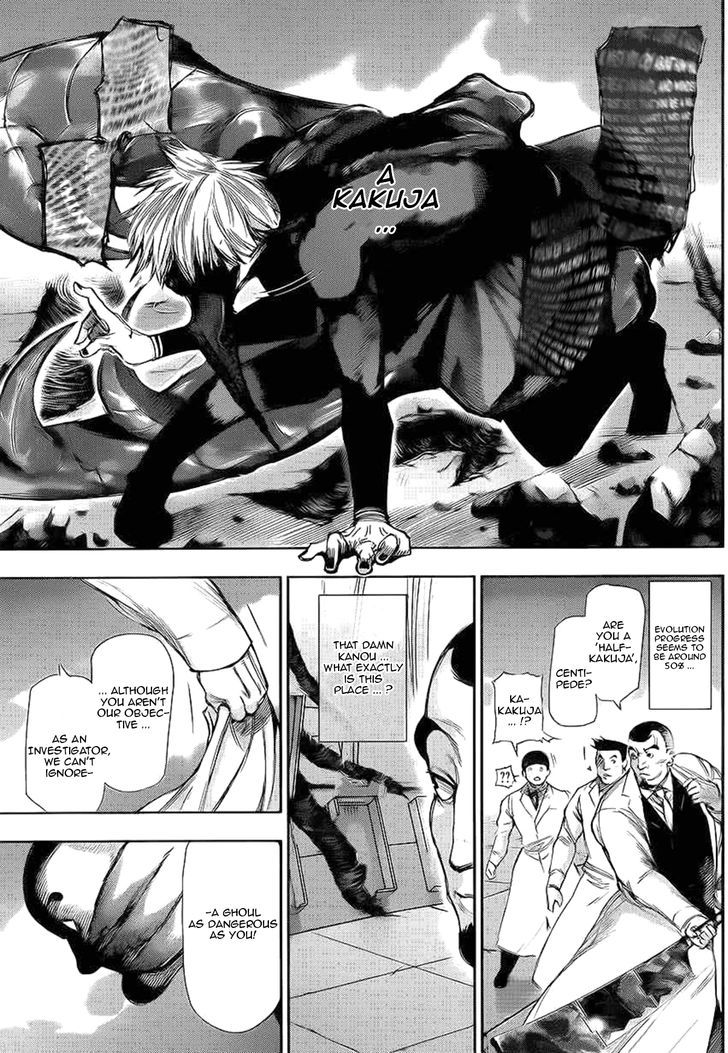 A
KAKUJA
...
EVOLUTION
PROGRESS
SEEMS TO
BE AROUND
50% ...
ARE
YOU A
'HALF-
KAKUJA',
CENTI-
PEDE?
KA-
KAKUJA
... !?
??
THAT DAMN
KANOU ...
WHAT EXACTLY
IS THIS
PLACE ... ?
... ALTHOUGH
YOU AREN'T
OUR OBJEC-
TIVE ...
AS AN
INVESTIGATOR,
WE CAN'T
IGNORE-
-A GHOUL
AS DANGEROUS
AS YOU!